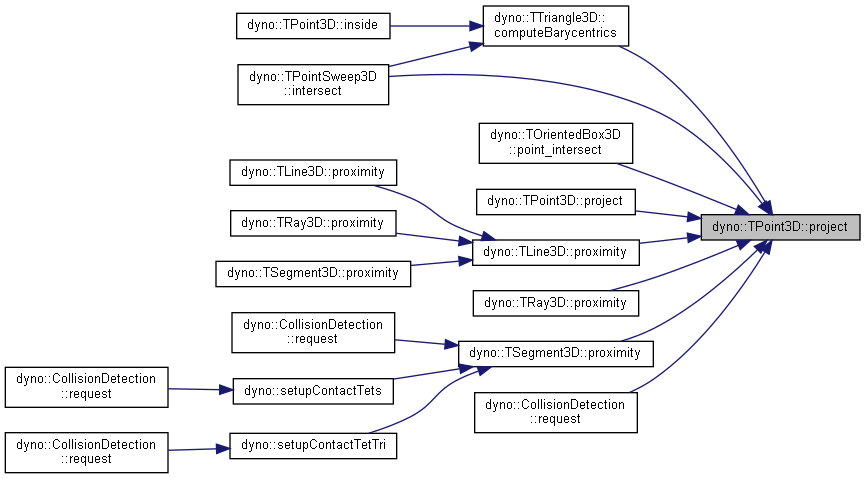 dyno::TPoint3D::inside
dyno::TTriangle3D::
computeBarycentrics
dyno::TPointSweep3D
::intersect
dyno::TOrientedBox3D
::point_intersect
dyno::TLine3D::proximity
dyno::TPoint3D::project
dyno::TPoint3D::project
dyno::TRay3D::proximity
dyno::TLine3D::proximity
dyno::TSegment3D::proximity
dyno::TRay3D::proximity
dyno::CollisionDetection
::request
dyno::TSegment3D::proximity
dyno::CollisionDetection
::request
dyno::setupContactTets
dyno::CollisionDetection
::request
dyno::CollisionDetection
::request
dyno::setupContactTetTri